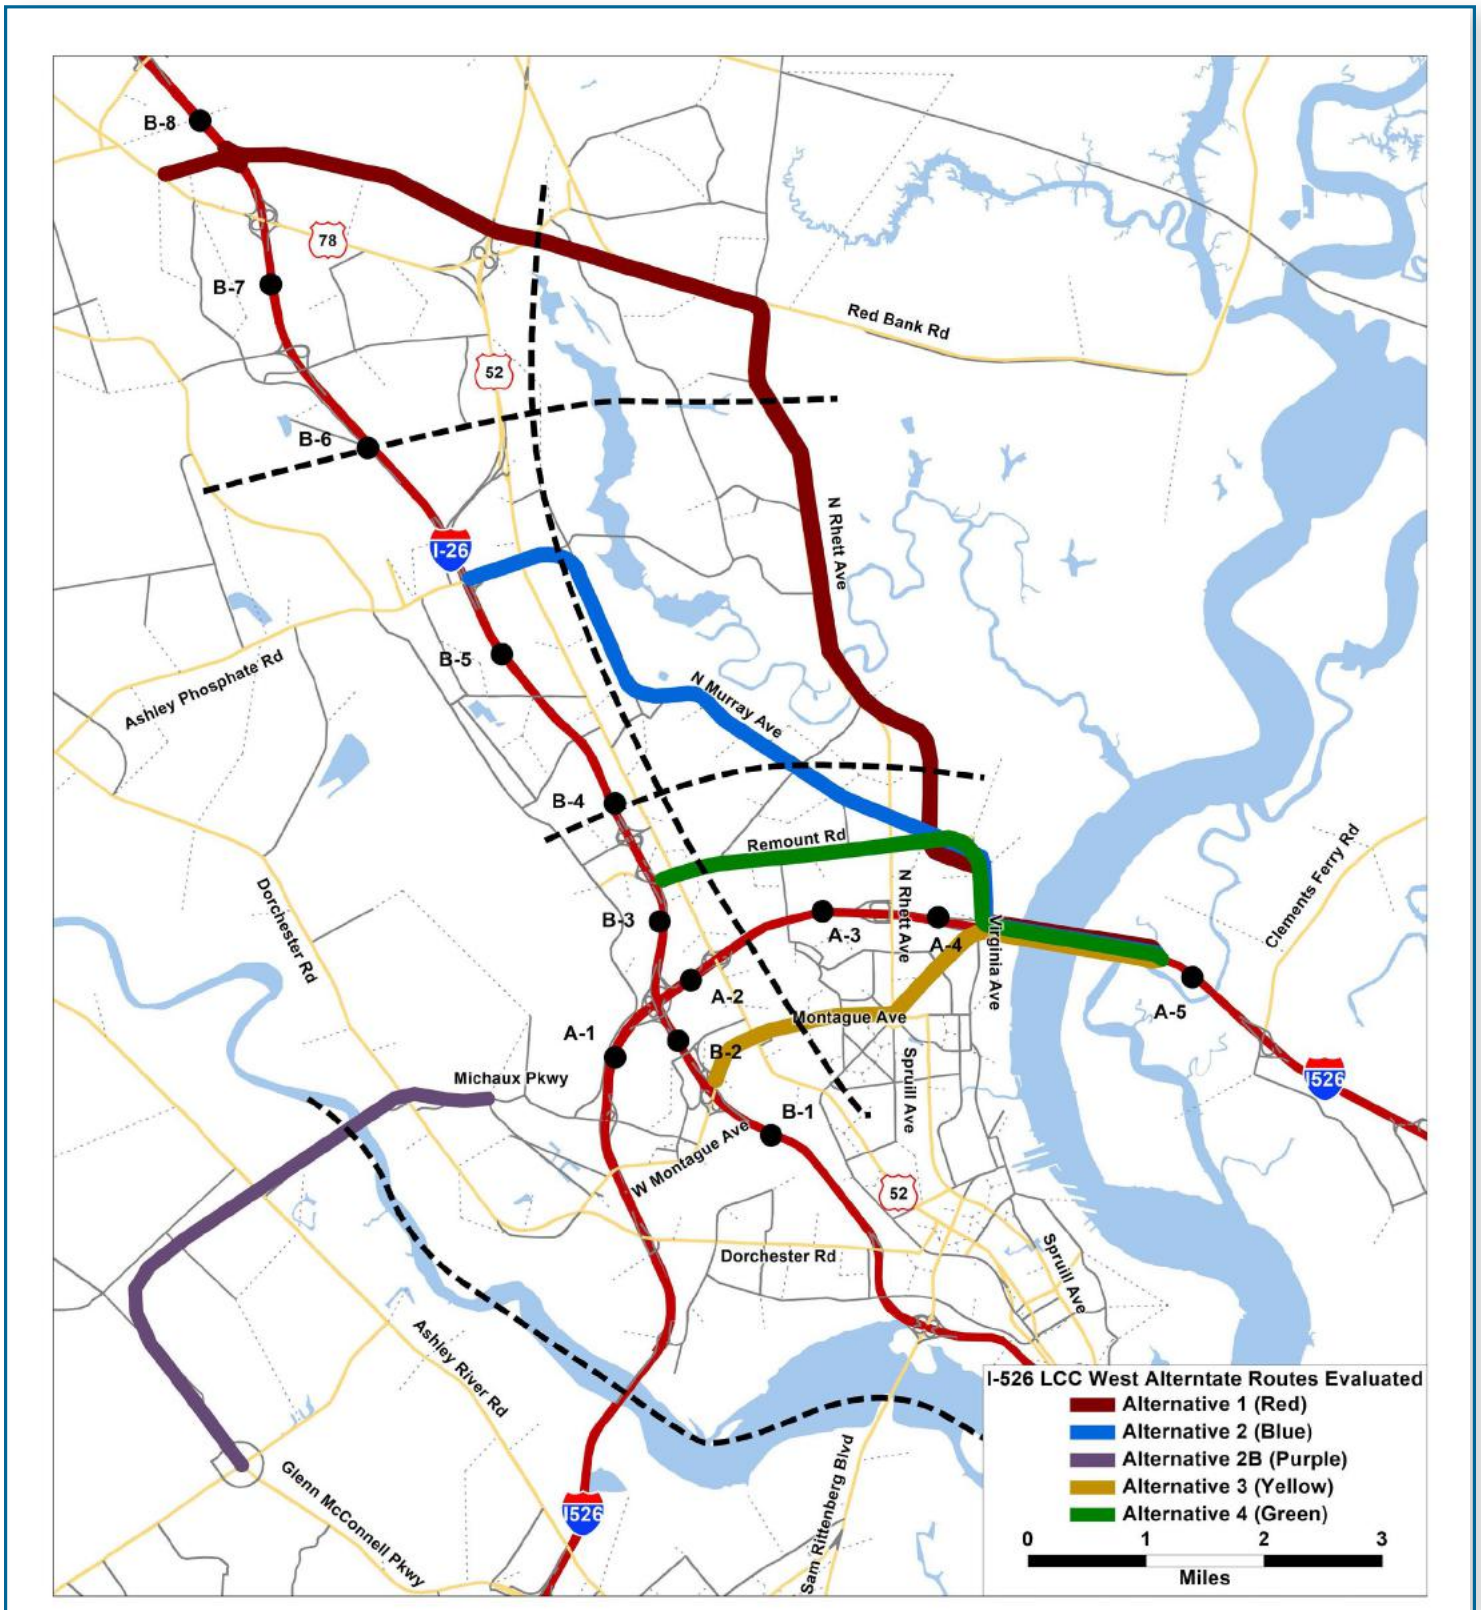 B-8
78
B-7
Red Bank Rd
52
B-6
N Rhett Ave
I-26
B-5
Ashley Phosphate Rd
N Murray Ave
B-4
Remount Rd
Clements Ferry Rd
Dorchester Rd
N Rhett Ave
B-3
A-3
A-4
Virginia Ave
A-2
A-5
Montague Ave
A-1
B-2
Spruill Ave
I526
Michaux Pkwy
B-1
W Montague Ave
52
Dorchester Rd
Spruill Ave
Ashley River Rd
I-526 LCC West Alterntate Routes Evaluated
Alternative 1 (Red)
Alternative 2 (Blue)
Alternative 2B (Purple)
Alternative 3 (Yellow)
Alternative 4 (Green)
0 1 2 3
Miles
Glenn McConnell Pkwy
I526
Sam Rittenberg Blvd